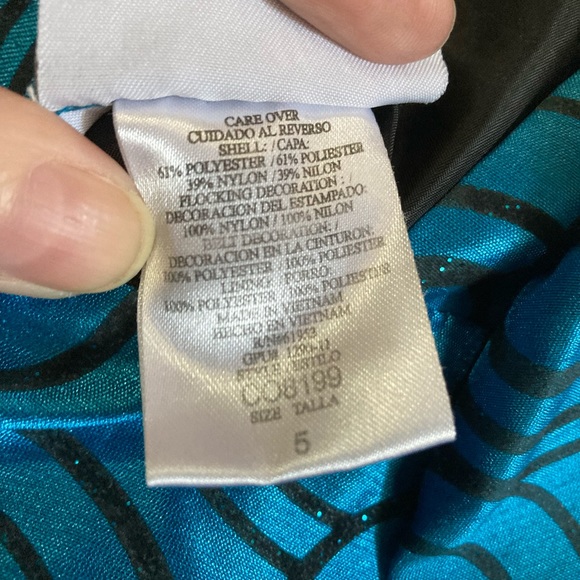 CARE OVER
CUIDADO AL REVERSO
SHELL: / CAPA:
61% POLYESTER / 61% POLIESTER
39% NYLON / 39% NILON
FLOCKING DECORATION : /
DECORACION DEL ESTAMPADO:
100% NYLON / 100% NILON
BELT DECORATION: /
DECORACION EN LA CINTURON:
100% POLYESTER / 100% POLIESTER
LINING: FORRO:
100% POLYESTER / 100% POLIESTER
MADE IN VIETNAM
HECHO EN VIETNAM
STYLE ESTILO
CO8199
SIZE TALLA
5